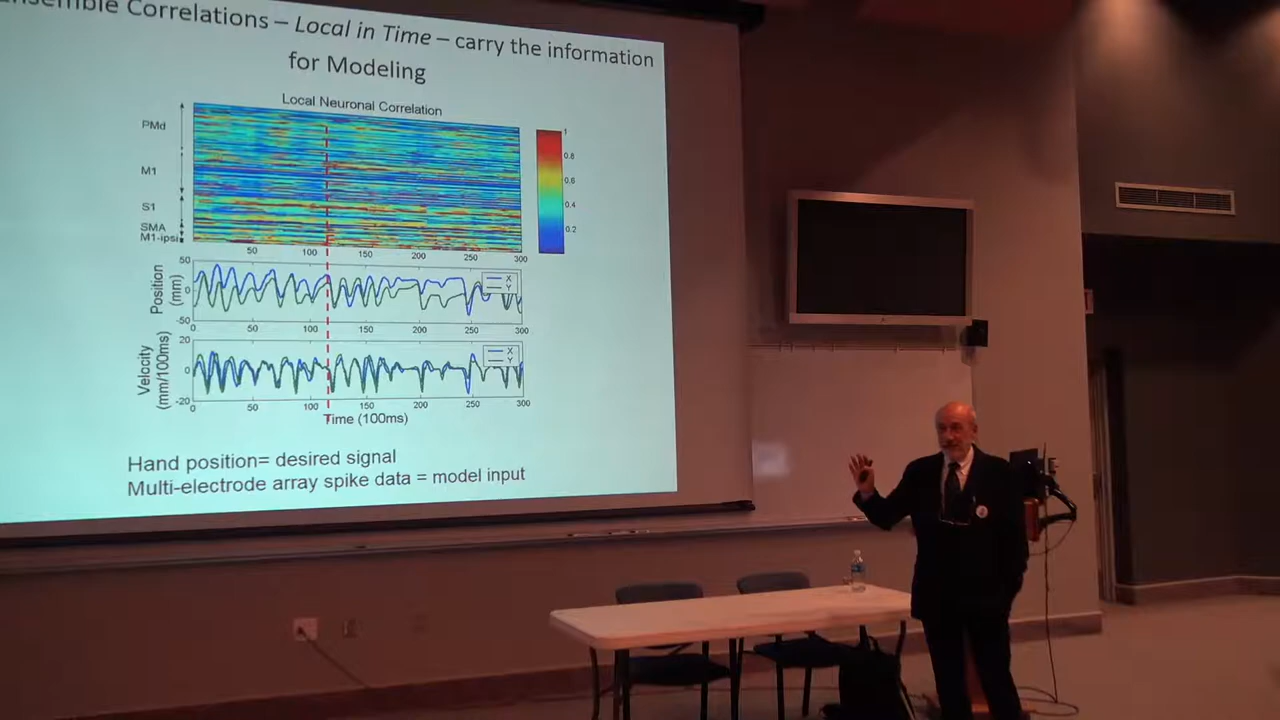 Ensemble Correlations – Local in Time – carry the information
for Modeling
Local Neuronal Correlation
PMd
M1
S1
SMA
M1-ipsi
1
0.8
0.6
0.4
0.2
50 100 150 200 250 300
Position
(mm)
50
0
-50
X
Y
0 50 100 150 200 250 300
Velocity
(mm/100ms)
20
0
-20
X
Y
0 50 100 150 200 250 300
Time (100ms)
Hand position= desired signal
Multi-electrode array spike data = model input